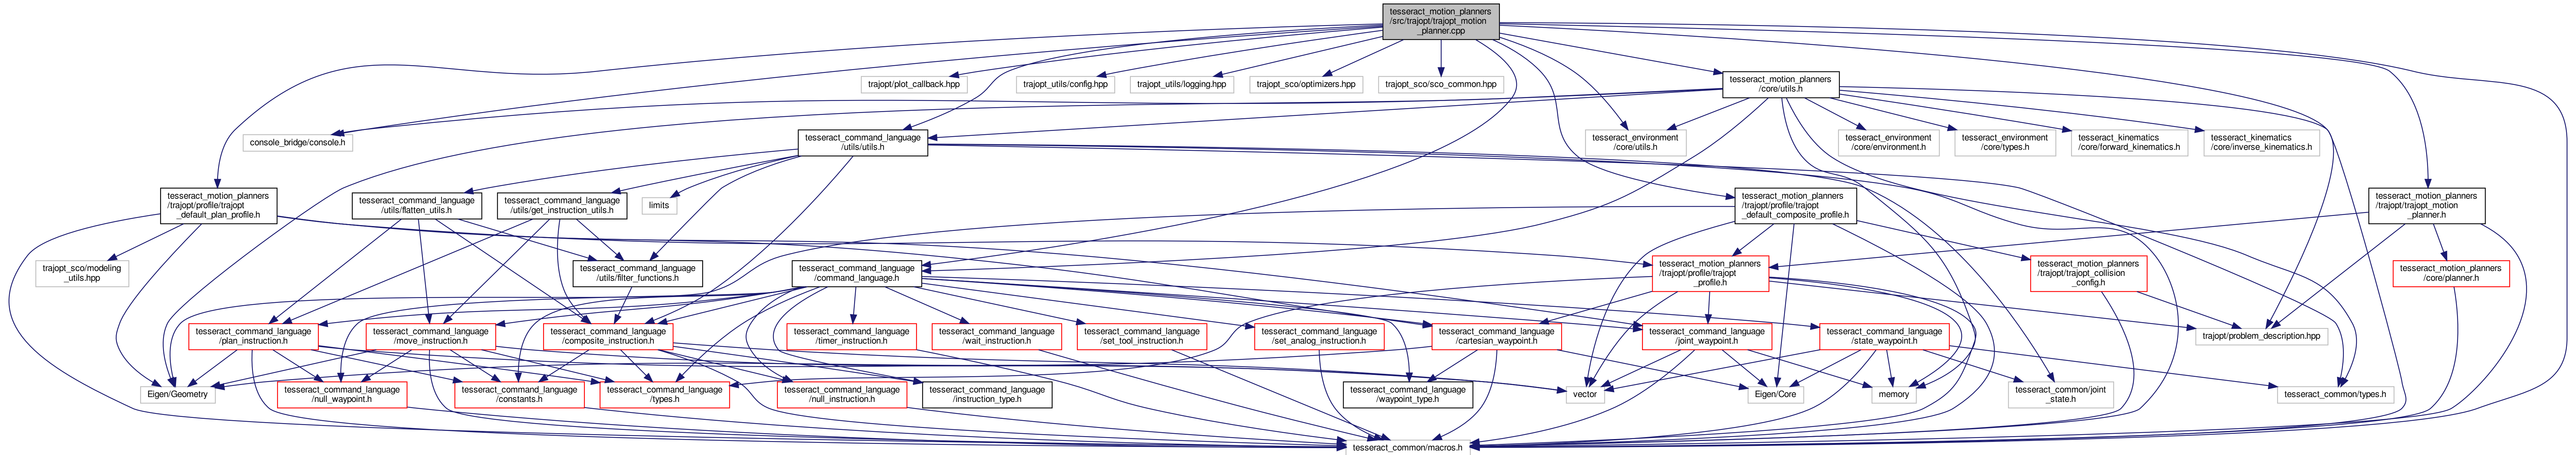 tesseract_motion_planners
/src/trajopt/trajopt_motion
_planner.cpp
trajopt/plot_callback.hpp
trajopt_utils/config.hpp
trajopt_utils/logging.hpp
trajopt_sco/optimizers.hpp
trajopt_sco/sco_common.hpp
tesseract_motion_planners
/core/utils.h
console_bridge/console.h
tesseract_command_language
/utils/utils.h
tesseract_environment
/core/utils.h
tesseract_environment
/core/environment.h
tesseract_environment
/core/types.h
tesseract_kinematics
/core/forward_kinematics.h
tesseract_kinematics
/core/inverse_kinematics.h
tesseract_motion_planners
/trajopt/profile/trajopt
_default_plan_profile.h
tesseract_command_language
/utils/flatten_utils.h
tesseract_command_language
/utils/get_instruction_utils.h
limits
tesseract_motion_planners
/trajopt/profile/trajopt
_default_composite_profile.h
tesseract_motion_planners
/trajopt/trajopt_motion
_planner.h
trajopt_sco/modeling
_utils.hpp
tesseract_command_language
/utils/filter_functions.h
tesseract_command_language
/command_language.h
tesseract_motion_planners
/trajopt/profile/trajopt
_profile.h
tesseract_motion_planners
/trajopt/trajopt_collision
_config.h
tesseract_motion_planners
/core/planner.h
tesseract_command_language
/plan_instruction.h
tesseract_command_language
/move_instruction.h
tesseract_command_language
/composite_instruction.h
tesseract_command_language
/timer_instruction.h
tesseract_command_language
/wait_instruction.h
tesseract_command_language
/set_tool_instruction.h
tesseract_command_language
/set_analog_instruction.h
tesseract_command_language
/cartesian_waypoint.h
tesseract_command_language
/joint_waypoint.h
tesseract_command_language
/state_waypoint.h
trajopt/problem_description.hpp
Eigen/Geometry
tesseract_command_language
/null_waypoint.h
tesseract_command_language
/constants.h
tesseract_command_language
/types.h
tesseract_command_language
/null_instruction.h
tesseract_command_language
/instruction_type.h
tesseract_command_language
/waypoint_type.h
vector
Eigen/Core
memory
tesseract_common/joint
_state.h
tesseract_common/types.h
tesseract_common/macros.h